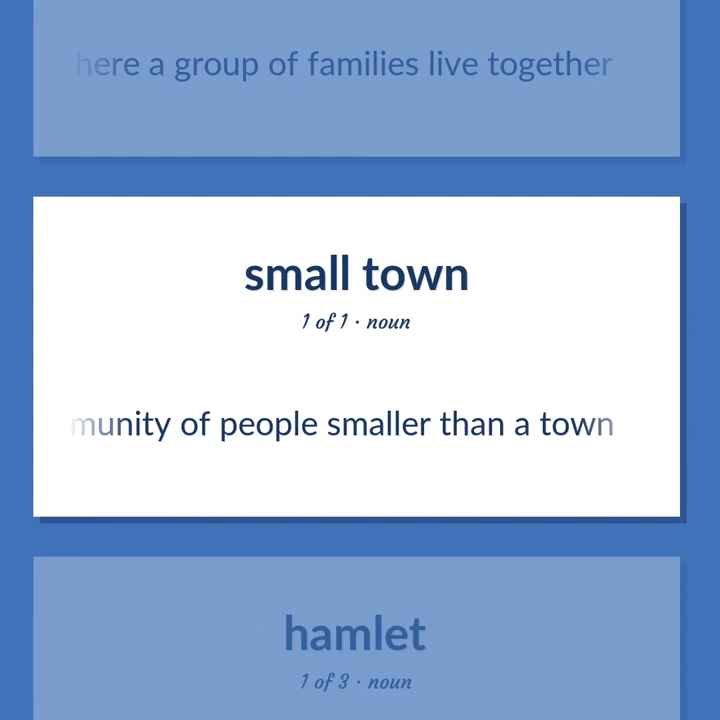 here a group of families live together
small town
1 of 1 · noun
munity of people smaller than a town
hamlet
1 of 3 · noun